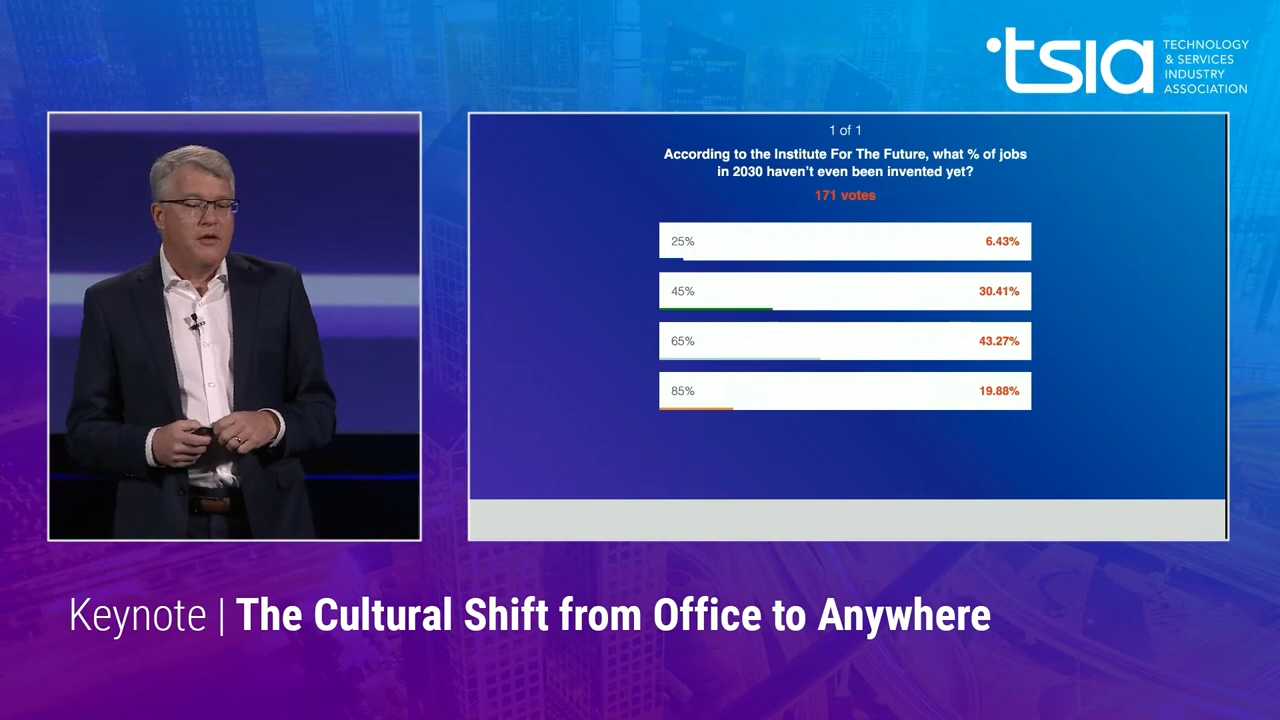 tsia
TECHNOLOGY
& SERVICES
INDUSTRY
ASSOCIATION
1 of 1
According to the Institute For The Future, what % of jobs
in 2030 haven't even been invented yet?
171 votes
25% 6.43%
45% 30.41%
65% 43.27%
85% 19.88%
Keynote | The Cultural Shift from Office to Anywhere